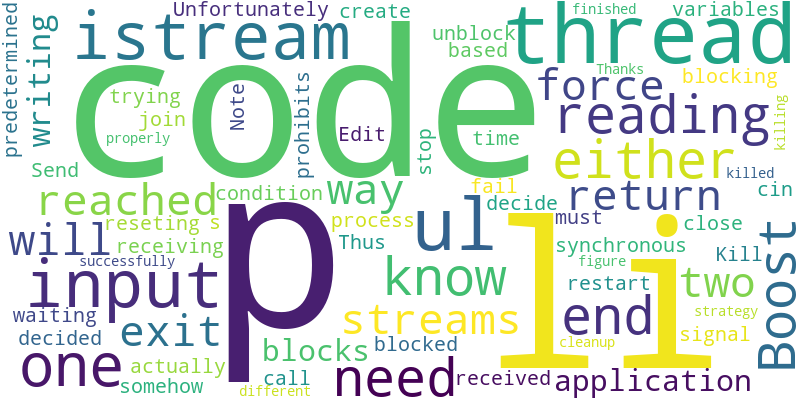 predetermined
writing
istream
Unfortunately
create
thread
finished
variables
code
unblock
based
force
Thanks
blocking
trying
join
properly
Note
prohibits
Edit
stop
time
reading
killing
Send
reached
condition
way
fail
decide
either
return
killed
cin
will
reseting s
receiving
p
process
Thus
ul
li
must
synchronous
close
Boost
successfully
input
know
figure
restart
Kill
two
waiting
decided
exit
streams
end
strategy
signal
one
actually
somehow
blocks
blocked
call
different
need
received
cleanup
application